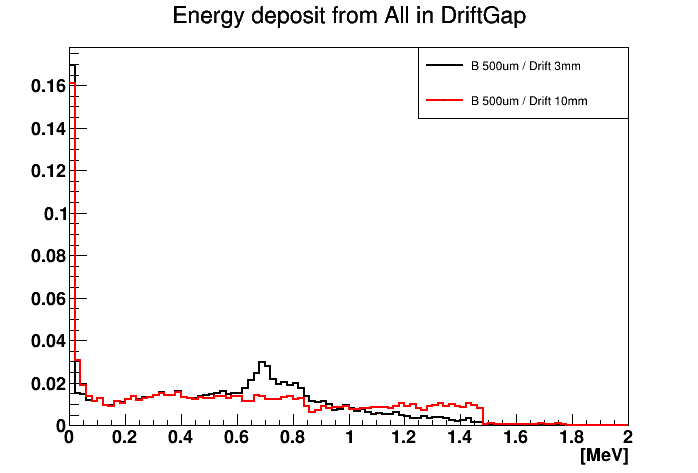 Energy deposit from All in DriftGap
B 500um / Drift 3mm
B 500um / Drift 10mm
0.16
0.14
0.12
0.1
0.08
0.06
0.04
0.02
0
0 0.2 0.4 0.6 0.8 1 1.2 1.4 1.6 1.8 2
[MeV]